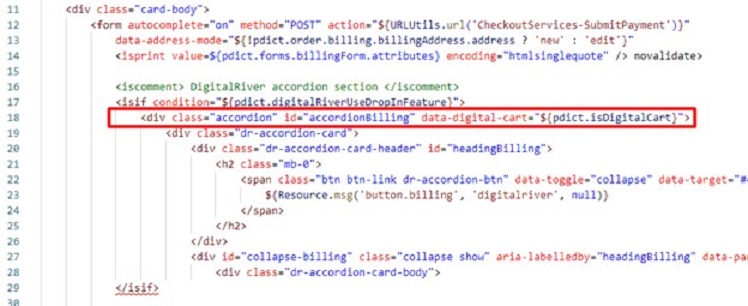 11 <div class="card-body">
12 <form autocomplete="on" method="POST" action="${URLUtils.url('CheckoutServices-SubmitPayment')}"
13 data-address-mode="${!pdict.order.billing.billingAddress.address ? 'new' : 'edit'}"
14 <isprint value=${pdict.forms.billingForm.attributes} encoding="htmlsinglequote" /> novalidate>
15
16 <iscomment> DigitalRiver accordion section </iscomment>
17 <isif condition="${pdict.digitalRiverUseDropInFeature}">
18 <div class="accordion" id="accordionBilling" data-digital-cart="${pdict.isDigitalCart}">
19 <div class="dr-accordion-card">
20 <div class="dr-accordion-card-header" id="headingBilling">
21 <h2 class="mb-0">
22 <span class="btn btn-link dr-accordion-btn" data-toggle="collapse" data-target="#
23 ${Resource.msg('button.billing', 'digitalriver', null)}
24 </span>
25 </h2>
26 </div>
27 <div id="collapse-billing" class="collapse show" aria-labelledby="headingBilling" data-pa
28 <div class="dr-accordion-card-body">
29 </isif>
30